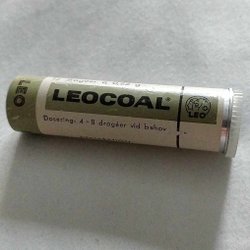 LEO
LEOCOAL®
LEO
Dosering: 4-8 dragéer vid behov